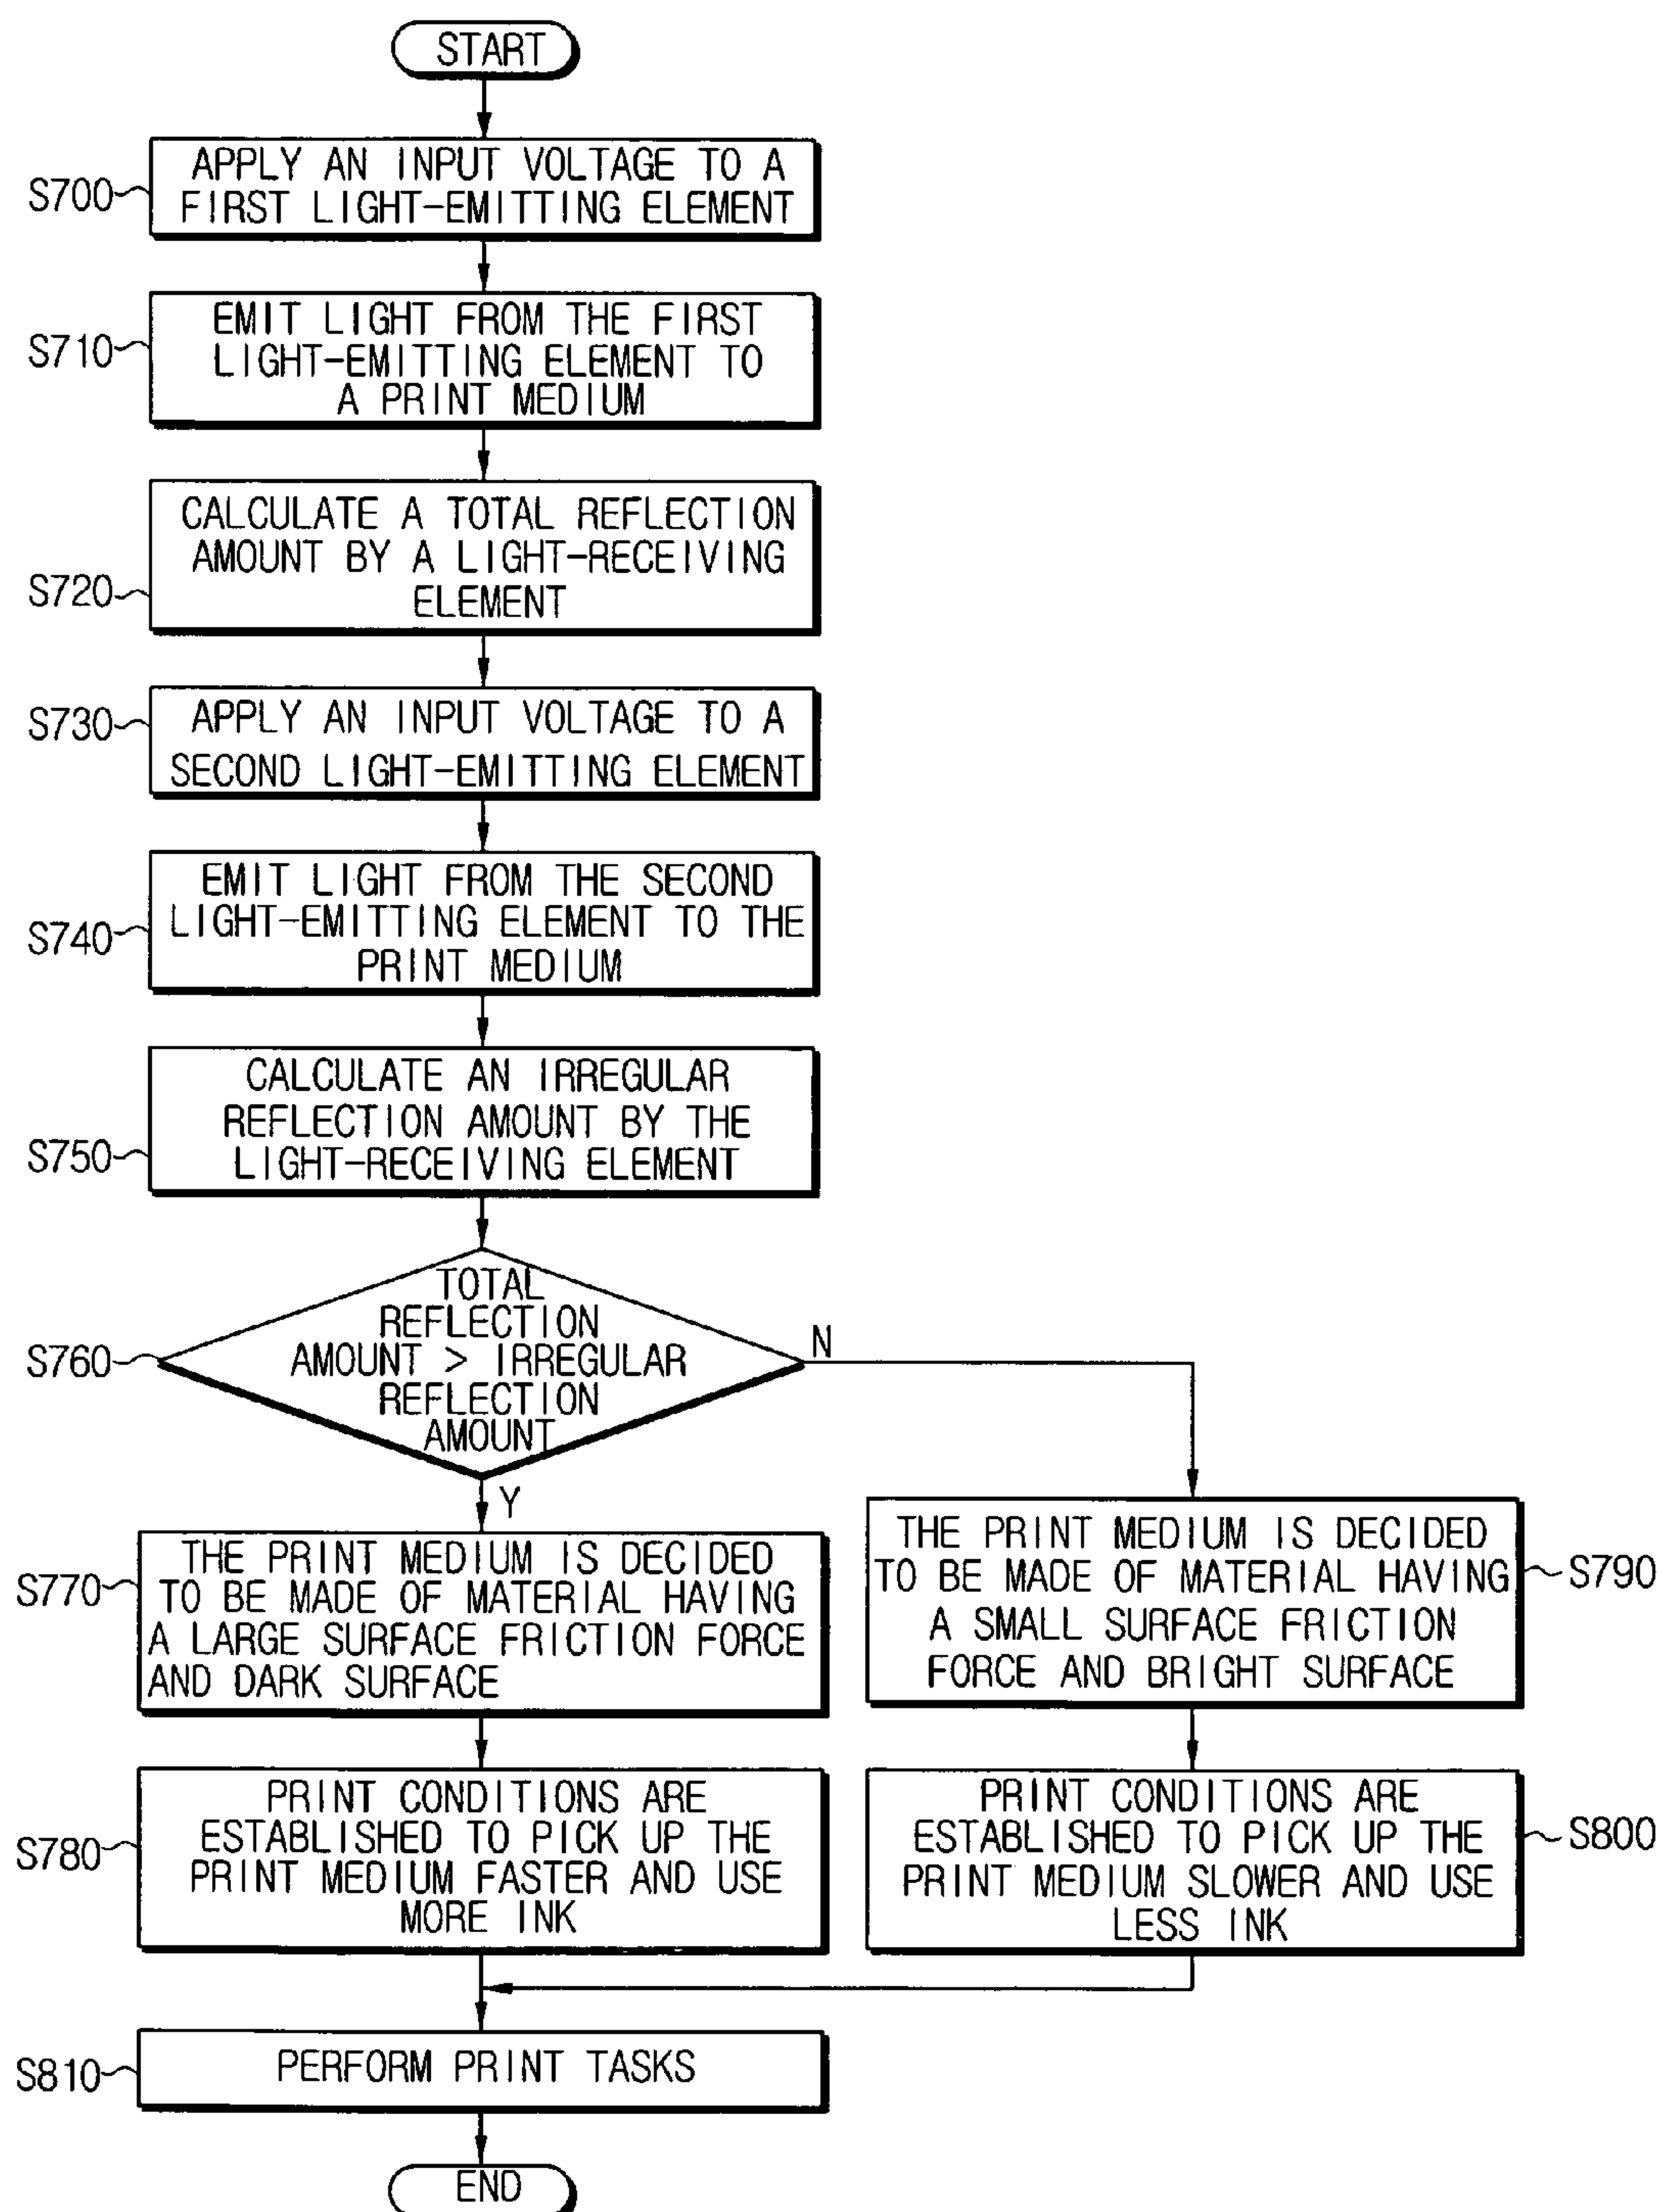 START
S700
APPLY AN INPUT VOLTAGE TO A
FIRST LIGHT-EMITTING ELEMENT
S710
EMIT LIGHT FROM THE FIRST
LIGHT-EMITTING ELEMENT TO
A PRINT MEDIUM
S720
CALCULATE A TOTAL REFLECTION
AMOUNT BY A LIGHT-RECEIVING
ELEMENT
S730
APPLY AN INPUT VOLTAGE TO A
SECOND LIGHT-EMITTING ELEMENT
S740
EMIT LIGHT FROM THE SECOND
LIGHT-EMITTING ELEMENT TO THE
PRINT MEDIUM
S750
CALCULATE AN IRREGULAR
REFLECTION AMOUNT BY THE
LIGHT-RECEIVING ELEMENT
S760
TOTAL
REFLECTION
AMOUNT > IRREGULAR
REFLECTION
AMOUNT
N
Y
S770
THE PRINT MEDIUM IS DECIDED
TO BE MADE OF MATERIAL HAVING
A LARGE SURFACE FRICTION FORCE
AND DARK SURFACE
THE PRINT MEDIUM IS DECIDED
TO BE MADE OF MATERIAL HAVING
A SMALL SURFACE FRICTION
FORCE AND BRIGHT SURFACE
S790
S780
PRINT CONDITIONS ARE
ESTABLISHED TO PICK UP THE
PRINT MEDIUM FASTER AND USE
MORE INK
PRINT CONDITIONS ARE
ESTABLISHED TO PICK UP THE
PRINT MEDIUM SLOWER AND USE
LESS INK
S800
S810
PERFORM PRINT TASKS
END